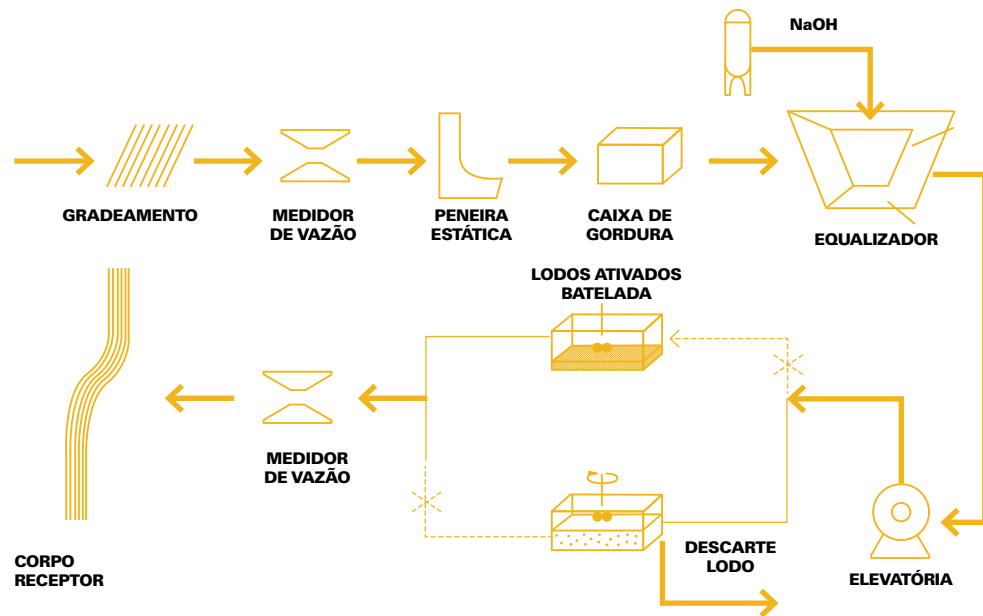 NaOH
GRADEAMENTO
MEDIDOR
DE VAZÃO
PENEIRA
ESTÁTICA
CAIXA DE
GORDURA
EQUALIZADOR
LODOS ATIVADOS
BATELADA
MEDIDOR
DE VAZÃO
CORPO
RECEPTOR
DESCARTE
LODO
ELEVATÓRIA